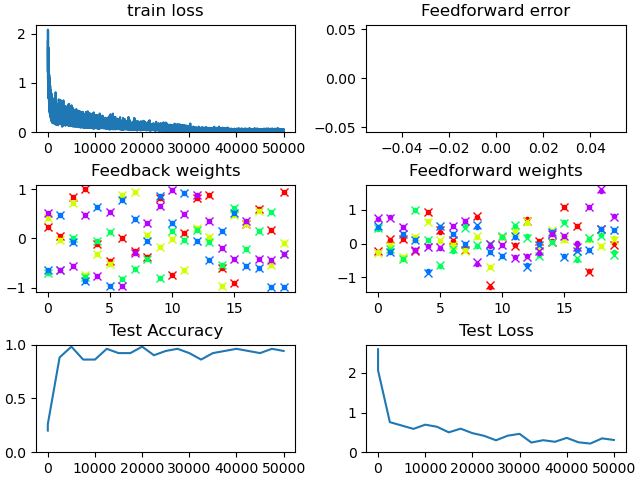 train loss
Feedforward error
2
1
0
0 10000 20000 30000 40000 50000
0.05
0.00
−0.05
−0.04 −0.02 0.00 0.02 0.04
Feedback weights
Feedforward weights
1
0
−1
0 5 10 15
1
0
−1
0 5 10 15
Test Accuracy
Test Loss
1.0
0.5
0.0
0 10000 20000 30000 40000 50000
2
1
0
0 10000 20000 30000 40000 50000